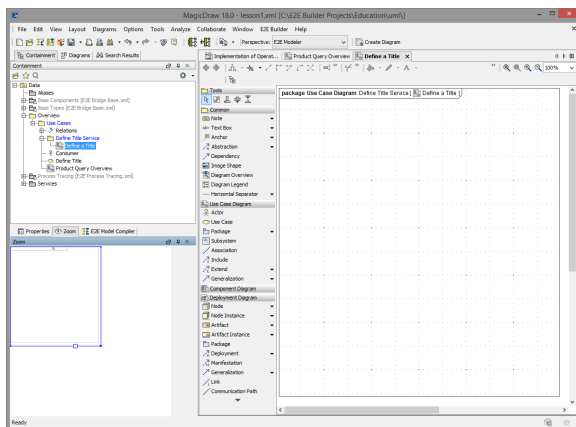 MagicDraw 18.0 - lesson1.xml [C:\E2E Builder Projects\Education\uml\]
File Edit View Layout Diagrams Options Tools Analyze Collaborate Window E2E Builder Help
Perspective: E2E Modeler Create Diagram
Containment Diagrams Search Results
Implementation of Operat... Product Query Overview Define a Title
Containment
100%
Data
Aliases
Base Components [E2E Bridge Base.xml]
Base Types [E2E Bridge Base.xml]
Overview
Use Cases
Relations
Define Title Service
Define a Title
Consumer
Define Title
Product Query Overview
Process Tracing [E2E Process Tracing.xml]
Services
Properties Zoom E2E Model Compiler
Zoom
Tools
Common
Note
Text Box
Anchor
Abstraction
Dependency
Image Shape
Diagram Overview
Diagram Legend
Horizontal Separator
Use Case Diagram
Actor
Use Case
Package
Subsystem
Association
Include
Extend
Generalization
Component Diagram
Deployment Diagram
Node
Node Instance
Artifact
Artifact Instance
Package
Deployment
Manifestation
Generalization
Link
Communication Path
package Use Case Diagram Define Title Service[ Define a Title ]
Ready